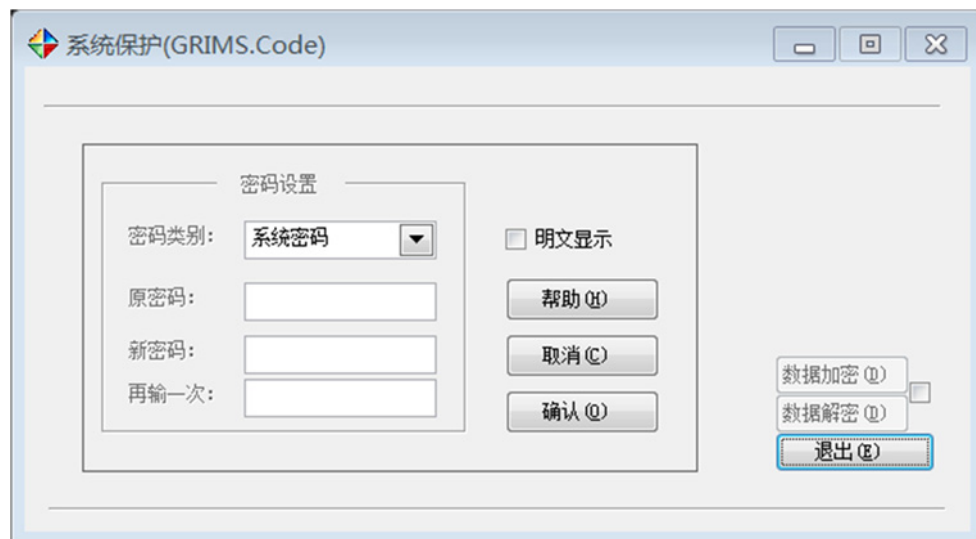 系统保护(GRIMS.Code)
密码设置
密码类别：
系统密码
明文显示
原密码：
帮助(H)
新密码：
取消(C)
再输一次：
确认(O)
数据加密(D)
数据解密(D)
退出(E)